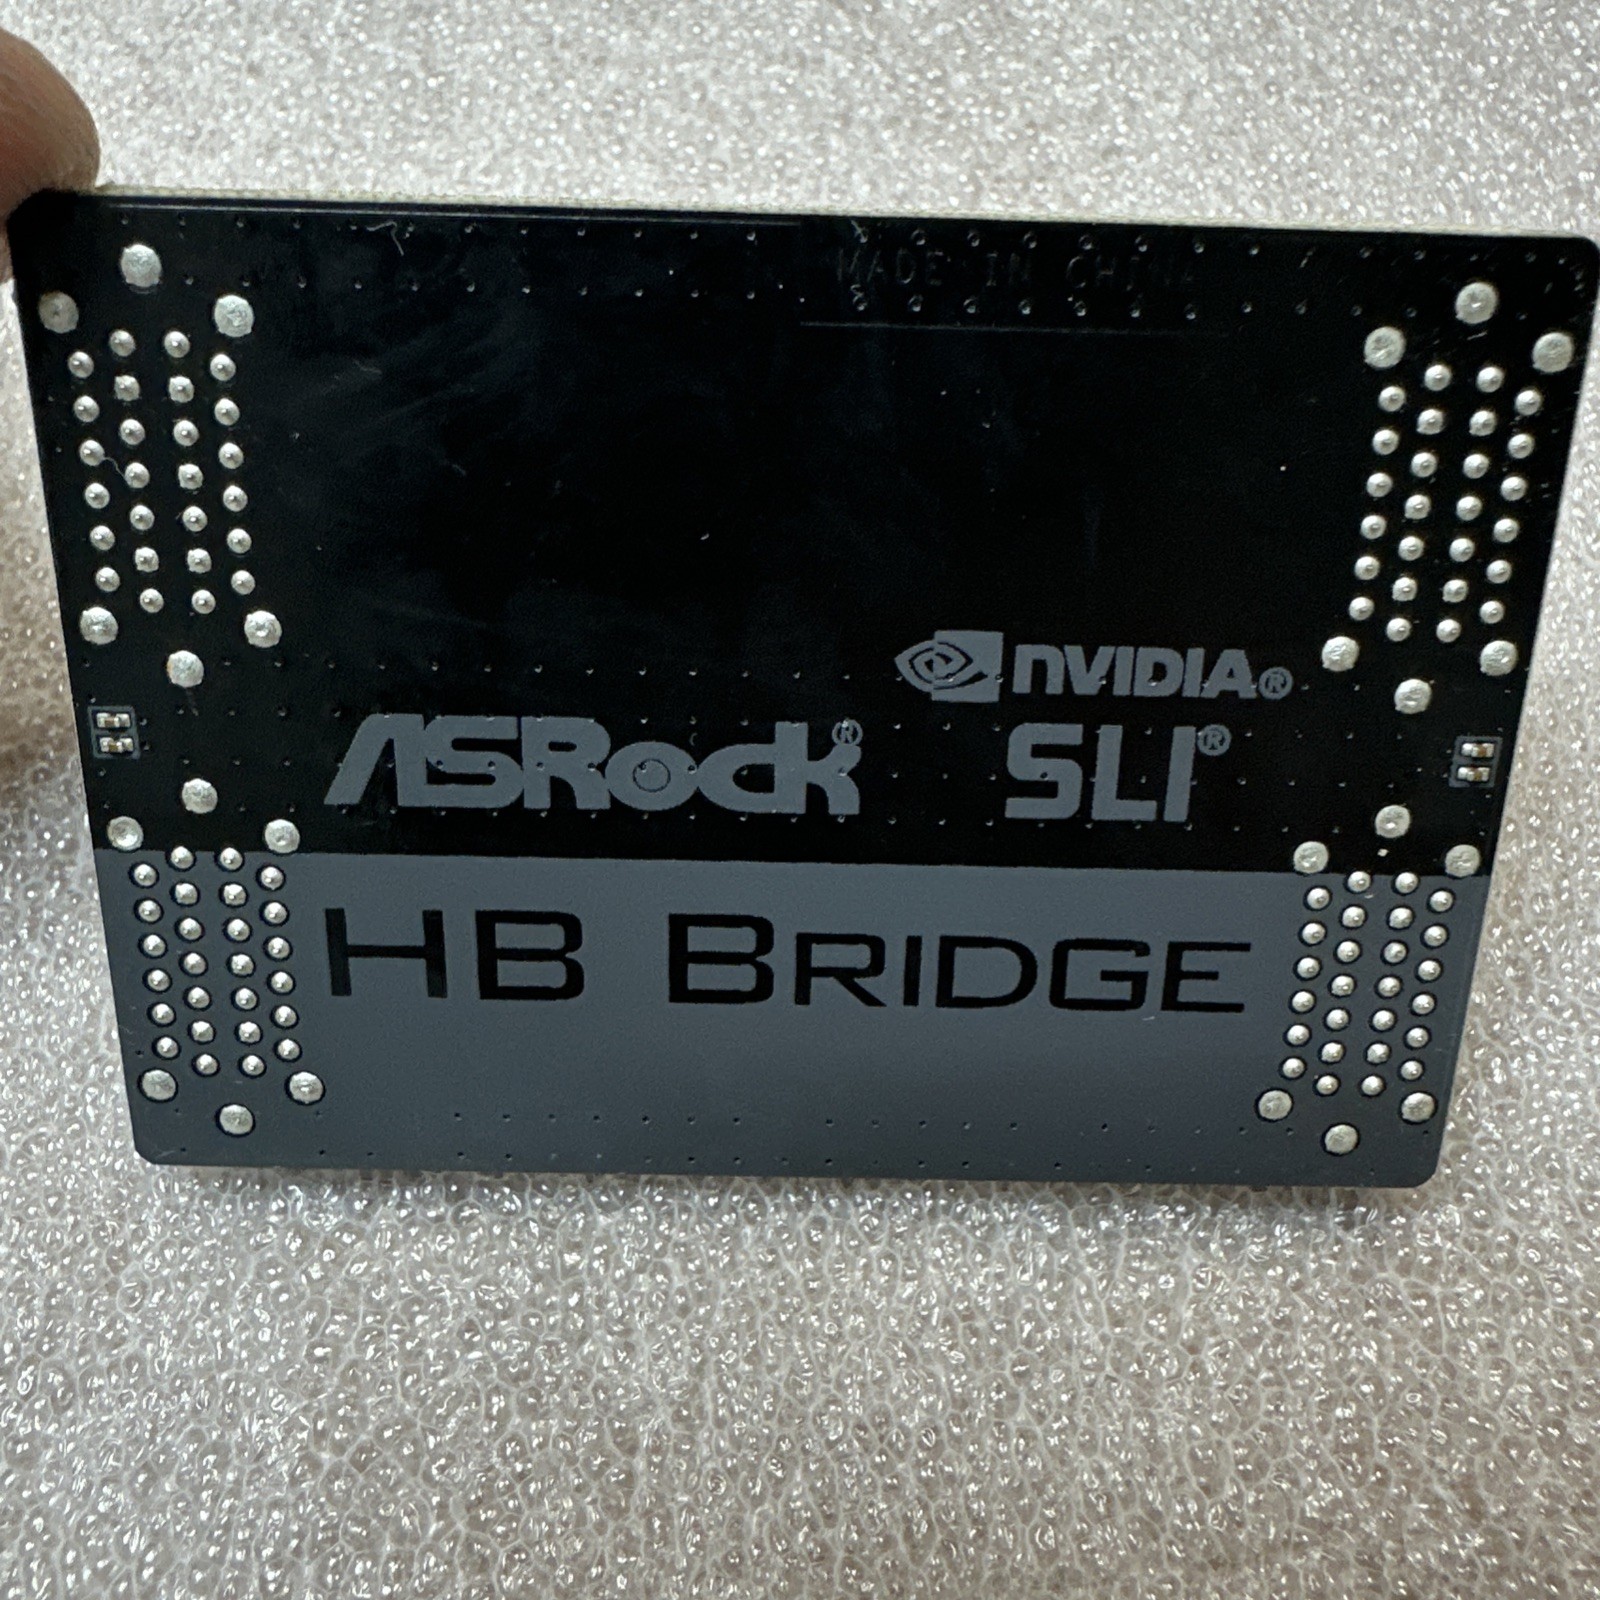 MADE IN CHINA
nVIDIA®
ASRock® SLI®
HB BRIDGE